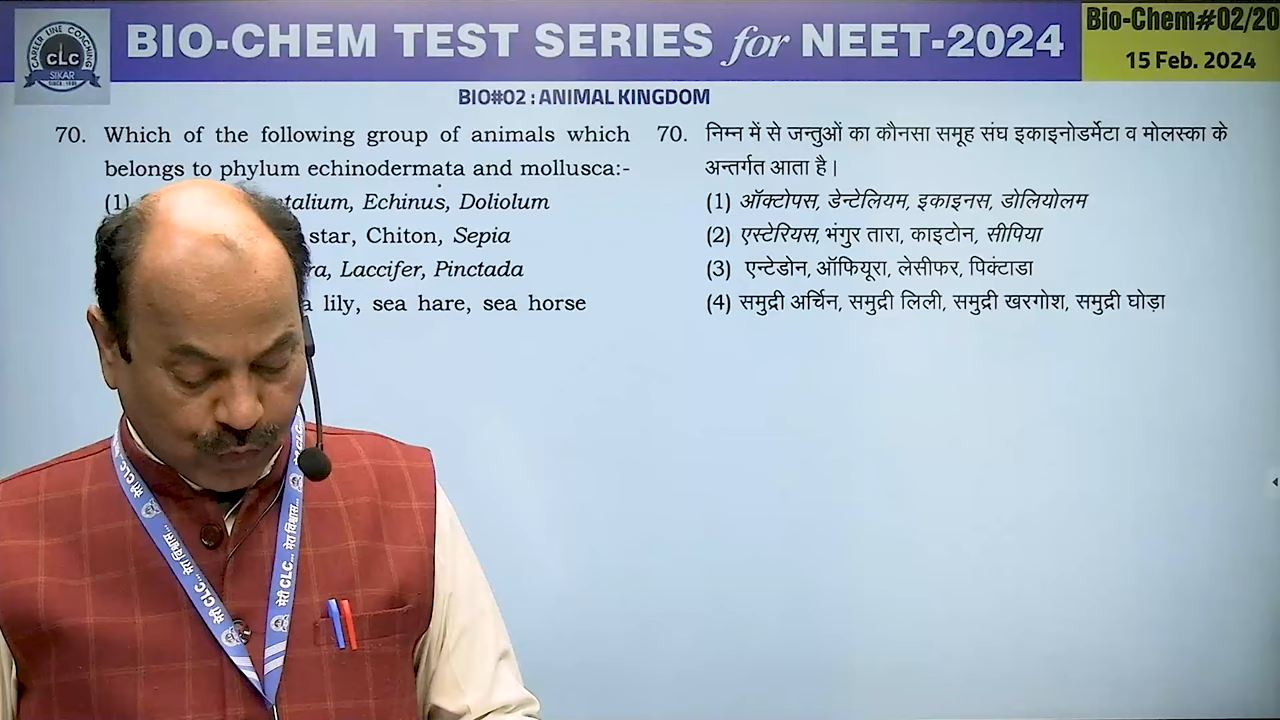 CAREER LINE COACHING
CLC
SIKAR
SINCE : 1996
BIO-CHEM TEST SERIES for NEET-2024
Bio-Chem#02/20
15 Feb. 2024
BIO#02 : ANIMAL KINGDOM
70. Which of the following group of animals which
belongs to phylum echinodermata and mollusca:-
(1) Echinus, Doliolum
star, Chiton, Sepia
Laccifer, Pinctada
lily, sea hare, sea horse
70. निम्न में से जन्तुओं का कौनसा समूह संघ इकाइनोडर्मेटा व मोलस्का के
अन्तर्गत आता है।
(1) ऑक्टोपस, डेन्टेलियम, इकाइनस, डोलियोलम
(2) एस्टेरियस, भंगुर तारा, काइटोन, सीपिया
(3) एन्टेडोन, ऑफियूरा, लेसीफर, पिक्टाडा
(4) समुद्री अर्चिन, समुद्री लिली, समुद्री खरगोश, समुद्री घोड़ा
मेरी CLC... मेरा विश्वास...
मेरी CLC... मेरा विश्वास...